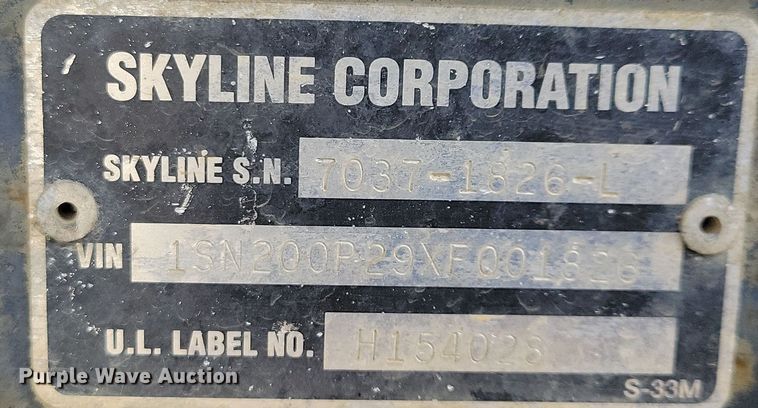 SKYLINE CORPORATION
SKYLINE S.N. 7037-1826-L
VIN 1SN200P29XF001826
U.L. LABEL NO. H154028
Purple Wave Auction
S-33M